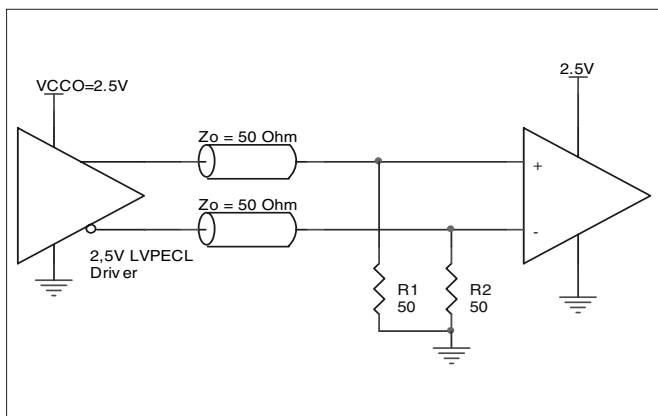 VCCO=2.5V
2.5V
Zo = 50 Ohm
+
Zo = 50 Ohm
-
2,5V LVPECL
Driver
R1
50
R2
50